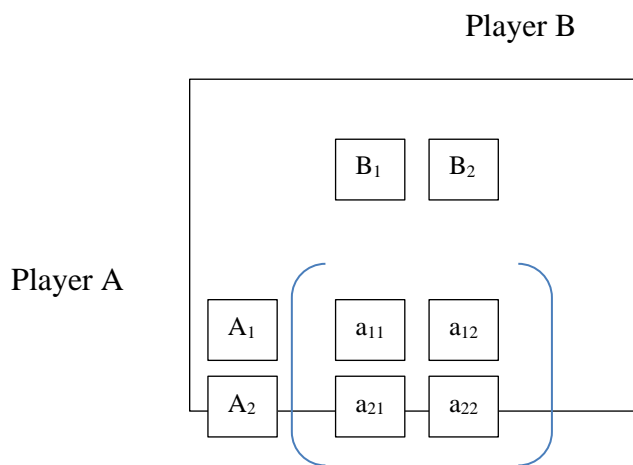 Player B
B₁ B₂
Player A
A₁ a₁₁ a₁₂
A₂ a₂₁ a₂₂